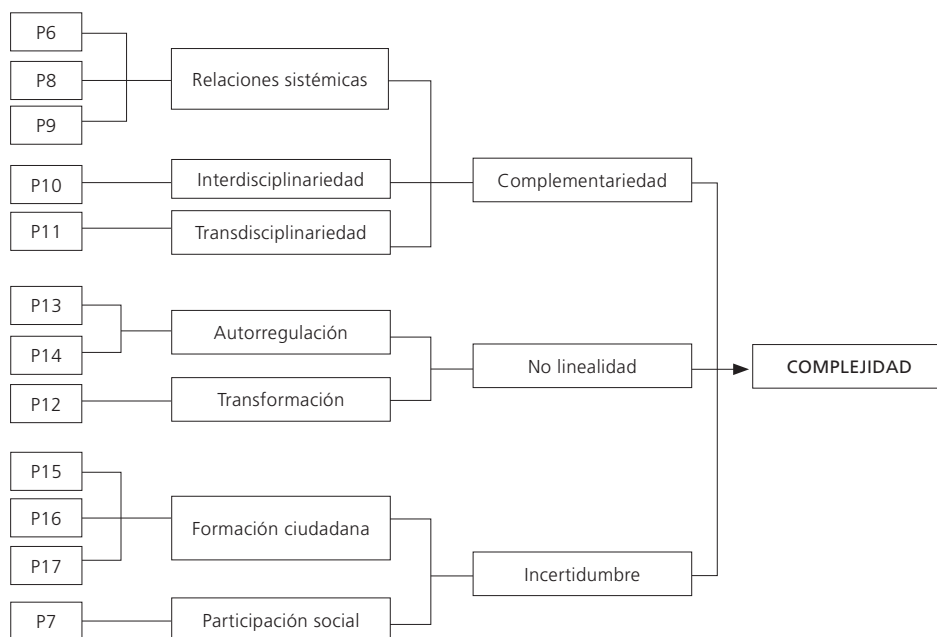 P6
P8
P9
Relaciones sistémicas
P10
Interdisciplinariedad
P11
Transdisciplinariedad
Complementariedad
P13
P14
Autorregulación
P12
Transformación
No linealidad
COMPLEJIDAD
P15
P16
P17
Formación ciudadana
P7
Participación social
Incertidumbre